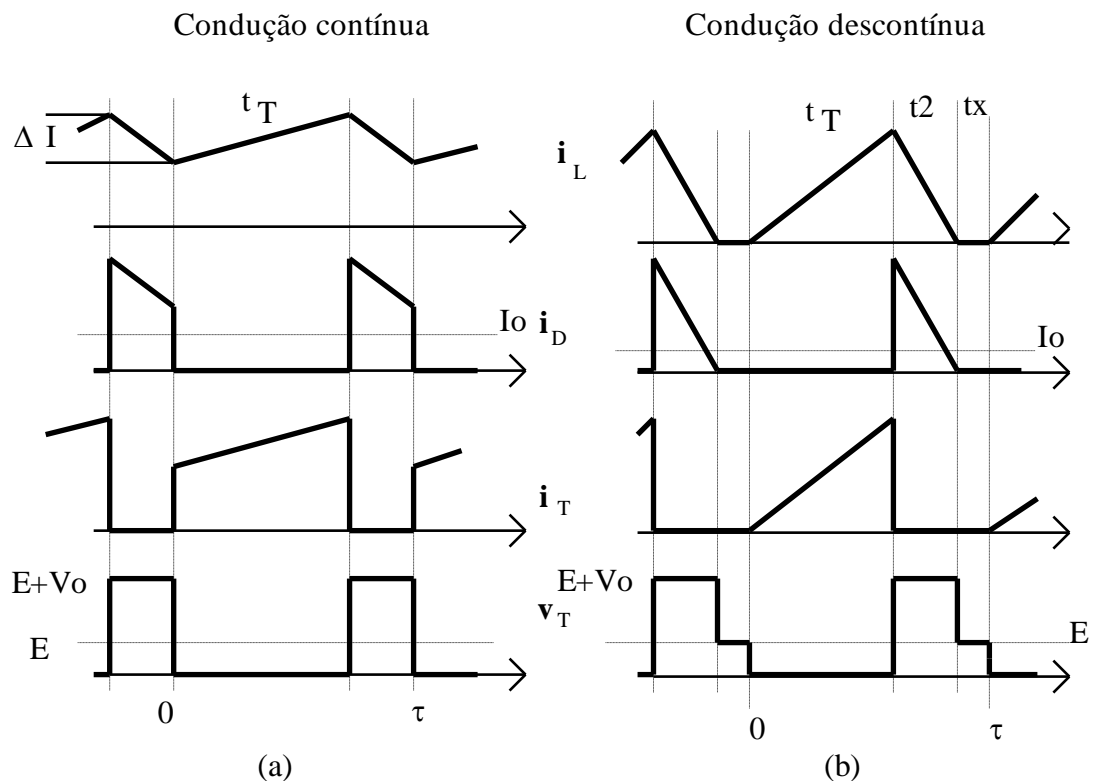 Condução contínua
Condução descontínua
Δ I
t T
i L
t T
t2
tx
Io
i D
Io
i T
E+Vo
E
v T
E+Vo
E
0
τ
0
τ
(a)
(b)